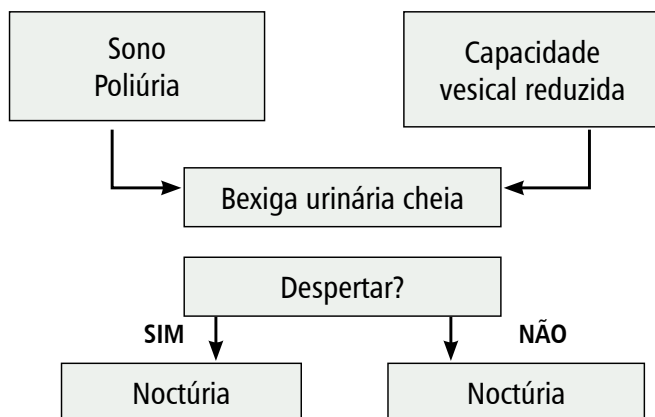 Sono
Poliúria
Capacidade
vesical reduzida
Bexiga urinária cheia
Despertar?
SIM
NÃO
Noctúria
Noctúria